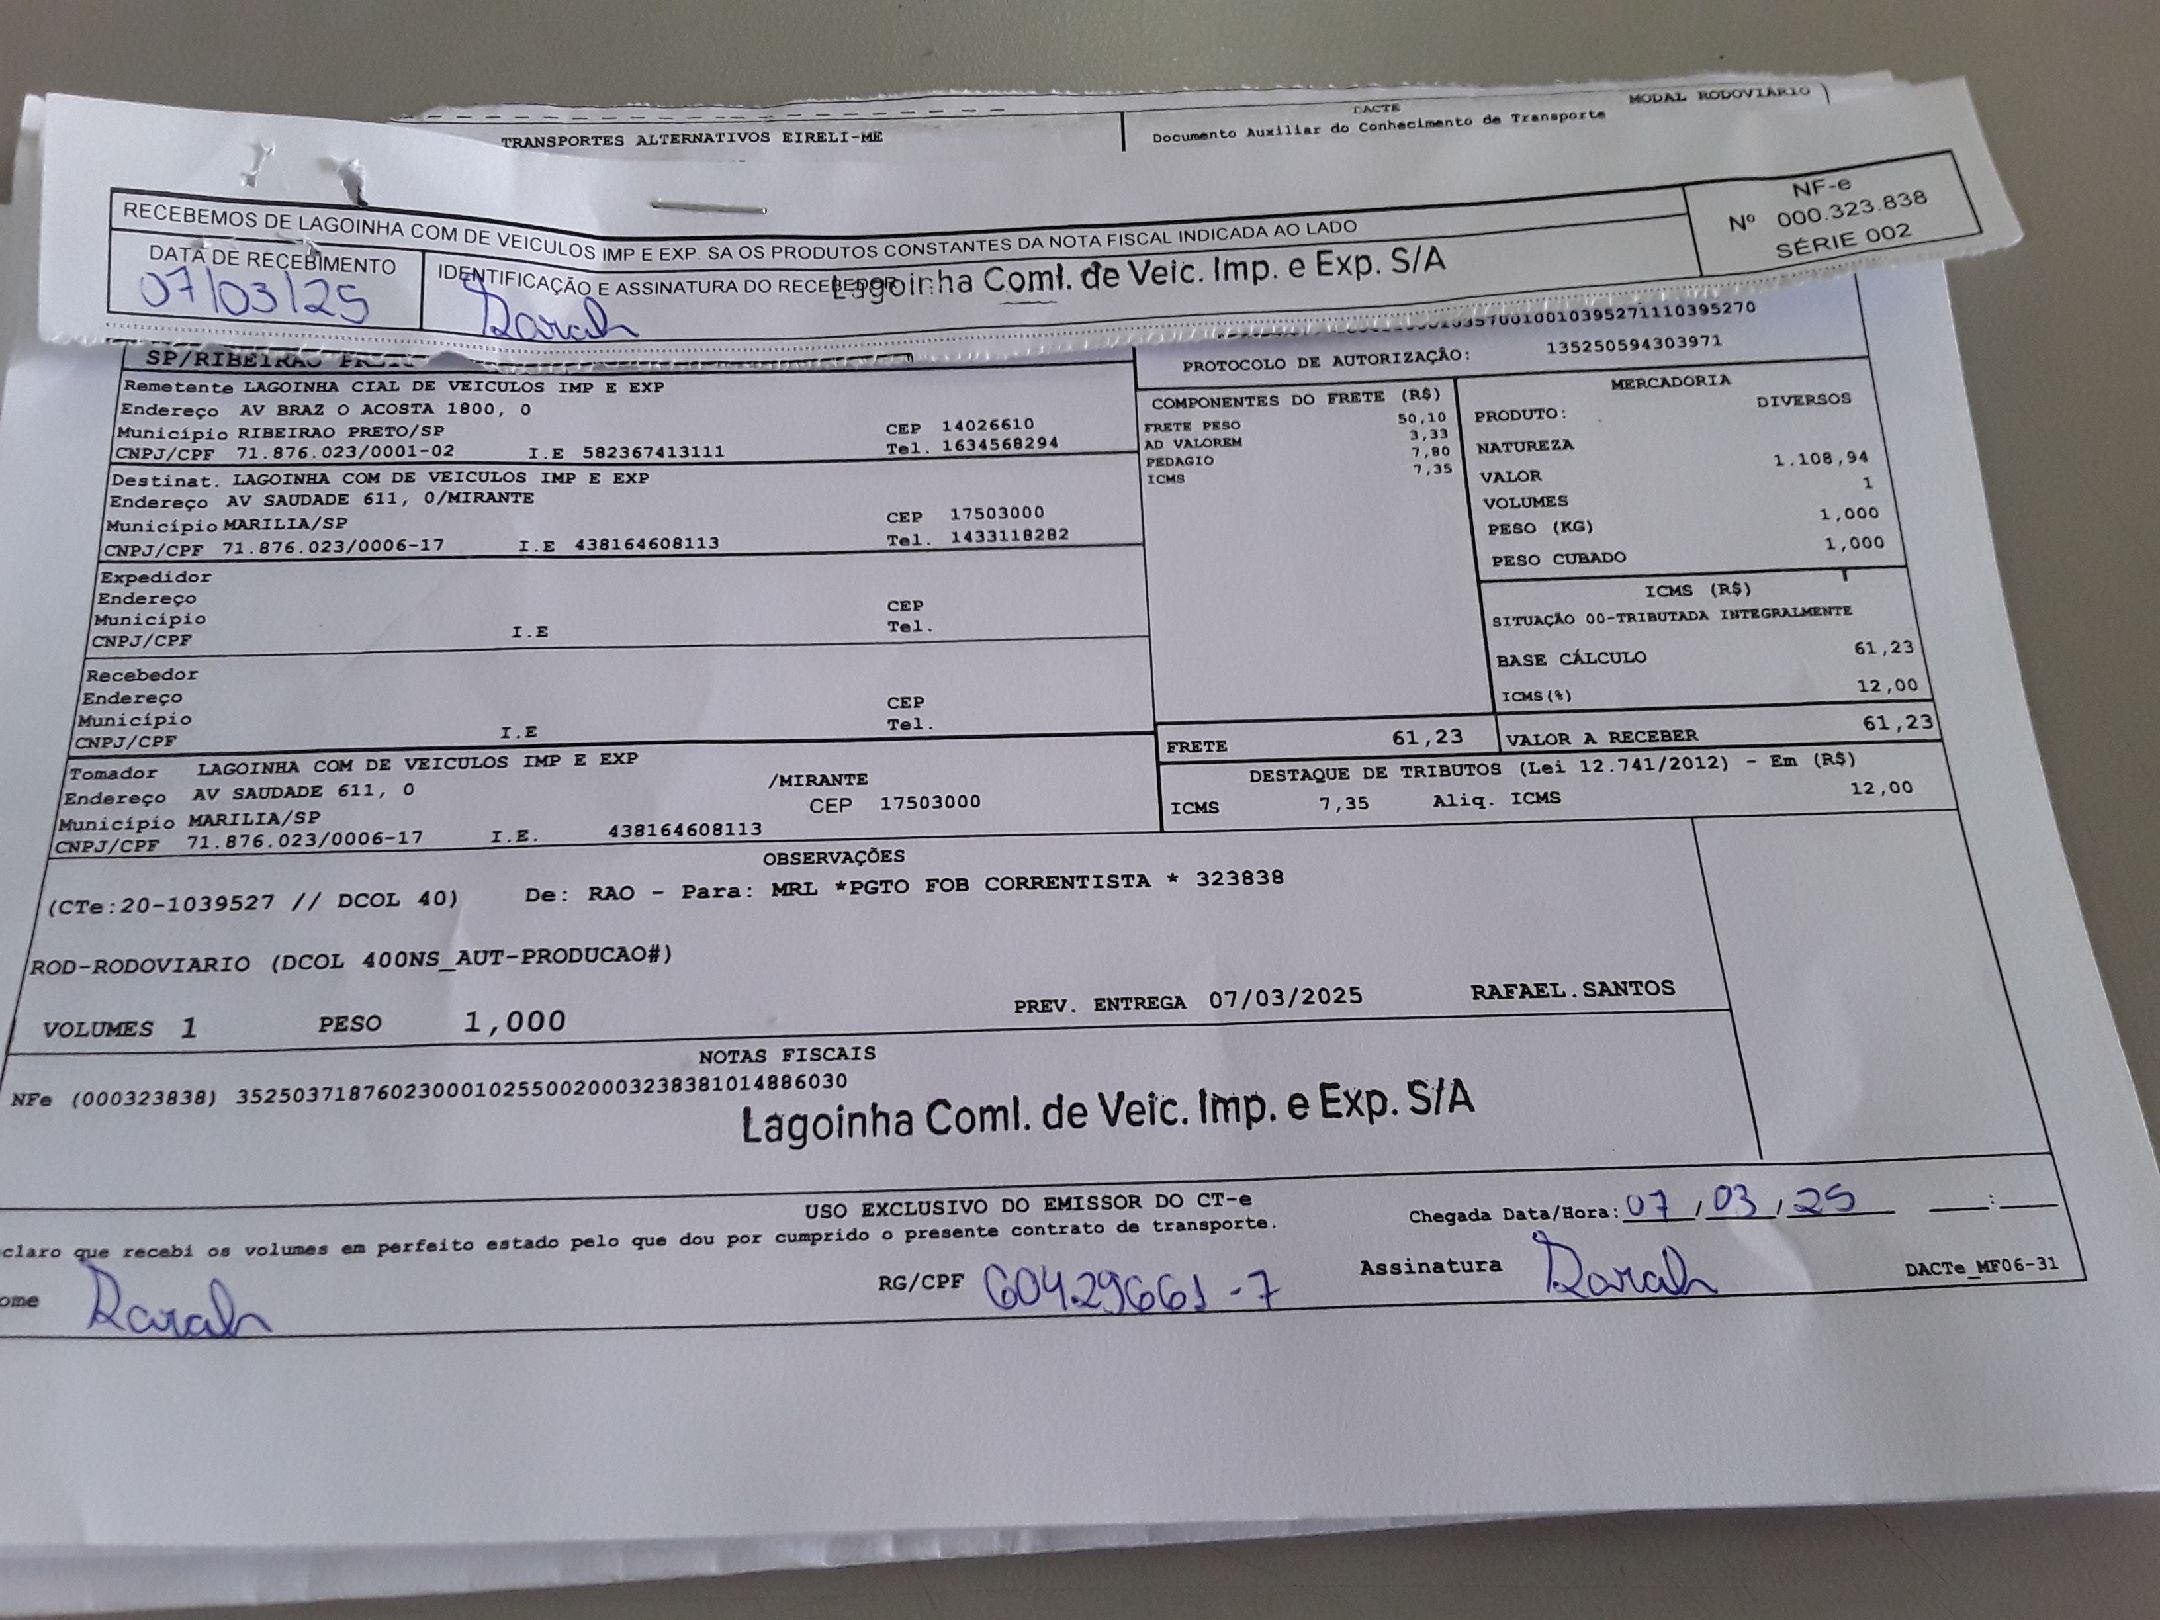 TRANSPORTES ALTERNATIVOS EIRELI-ME
DACTE
MODAL RODOVIÁRIO
Documento Auxiliar do Conhecimento de Transporte
RECEBEMOS DE LAGOINHA COM DE VEICULOS IMP E EXP. SA OS PRODUTOS CONSTANTES DA NOTA FISCAL INDICADA AO LADO
NF-e
Nº 000.323.838
SÉRIE 002
DATA DE RECEBIMENTO
07/03/25
IDENTIFICAÇÃO E ASSINATURA DO RECEBEDOR
Lagoinha Coml. de Veic. Imp. e Exp. S/A
Darah
SP/RIBEIRAO PRETO
PROTOCOLO DE AUTORIZAÇÃO: 135250594303971
Remetente LAGOINHA CIAL DE VEICULOS IMP E EXP
Endereço AV BRAZ O ACOSTA 1800, 0
Município RIBEIRAO PRETO/SP CEP 14026610
CNPJ/CPF 71.876.023/0001-02 I.E 582367413111 Tel. 1634568294
Destinat. LAGOINHA COM DE VEICULOS IMP E EXP
Endereço AV SAUDADE 611, 0/MIRANTE
Município MARILIA/SP CEP 17503000
CNPJ/CPF 71.876.023/0006-17 I.E 438164608113 Tel. 1433118282
Expedidor
Endereço
Município CEP
CNPJ/CPF I.E Tel.
Recebedor
Endereço
Município CEP
CNPJ/CPF I.E Tel.
Tomador LAGOINHA COM DE VEICULOS IMP E EXP
Endereço AV SAUDADE 611, 0 /MIRANTE
Município MARILIA/SP CEP 17503000
CNPJ/CPF 71.876.023/0006-17 I.E. 438164608113
COMPONENTES DO FRETE (R$)
FRETE PESO 50,10
AD VALOREM 3,33
PEDAGIO 7,80
ICMS 7,35
MERCADORIA
PRODUTO: DIVERSOS
NATUREZA
VALOR 1.108,94
VOLUMES 1
PESO (KG) 1,000
PESO CUBADO 1,000
ICMS (R$)
SITUAÇÃO 00-TRIBUTADA INTEGRALMENTE
BASE CÁLCULO 61,23
ICMS(%) 12,00
FRETE 61,23 VALOR A RECEBER 61,23
DESTAQUE DE TRIBUTOS (Lei 12.741/2012) - Em (R$)
ICMS 7,35 Aliq. ICMS 12,00
OBSERVAÇÕES
(CTe:20-1039527 // DCOL 40) De: RAO - Para: MRL *PGTO FOB CORRENTISTA * 323838
ROD-RODOVIARIO (DCOL 400NS_AUT-PRODUCAO#)
VOLUMES 1 PESO 1,000 PREV. ENTREGA 07/03/2025 RAFAEL.SANTOS
NOTAS FISCAIS
NFe (000323838) 35250371876023000102550020003238381014886030
Lagoinha Coml. de Veic. Imp. e Exp. S/A
USO EXCLUSIVO DO EMISSOR DO CT-e
claro que recebi os volumes em perfeito estado pelo que dou por cumprido o presente contrato de transporte.
Chegada Data/Hora: 07/03/25 __:__
ome Darah RG/CPF 60429661-7 Assinatura Darah
DACTe_MF06-31